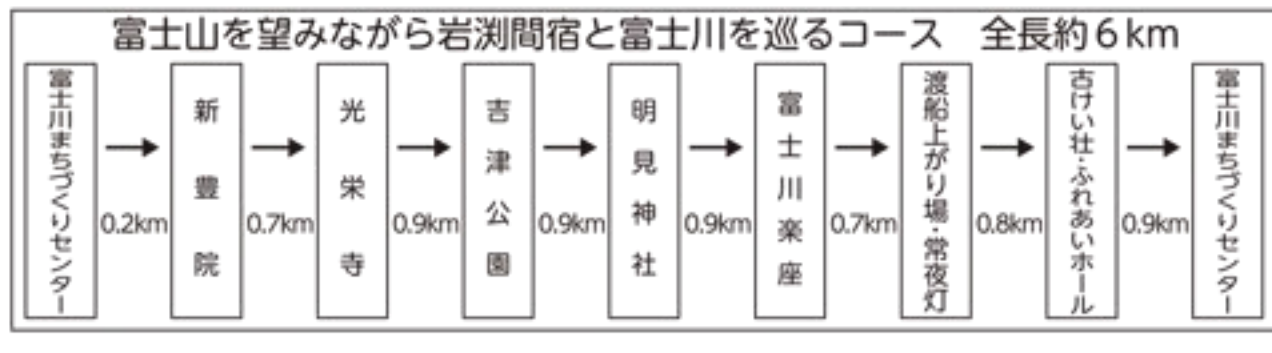 富士山を望みながら岩渕間宿と富士川を巡るコース　全長約6km
富士川まちづくりセンター
0.2km
新豊院
0.7km
光栄寺
0.9km
吉津公園
0.9km
明見神社
0.9km
富士川楽座
0.7km
渡船上がり場・常夜灯
0.8km
古けい荘・ふれあいホール
0.9km
富士川まちづくりセンター